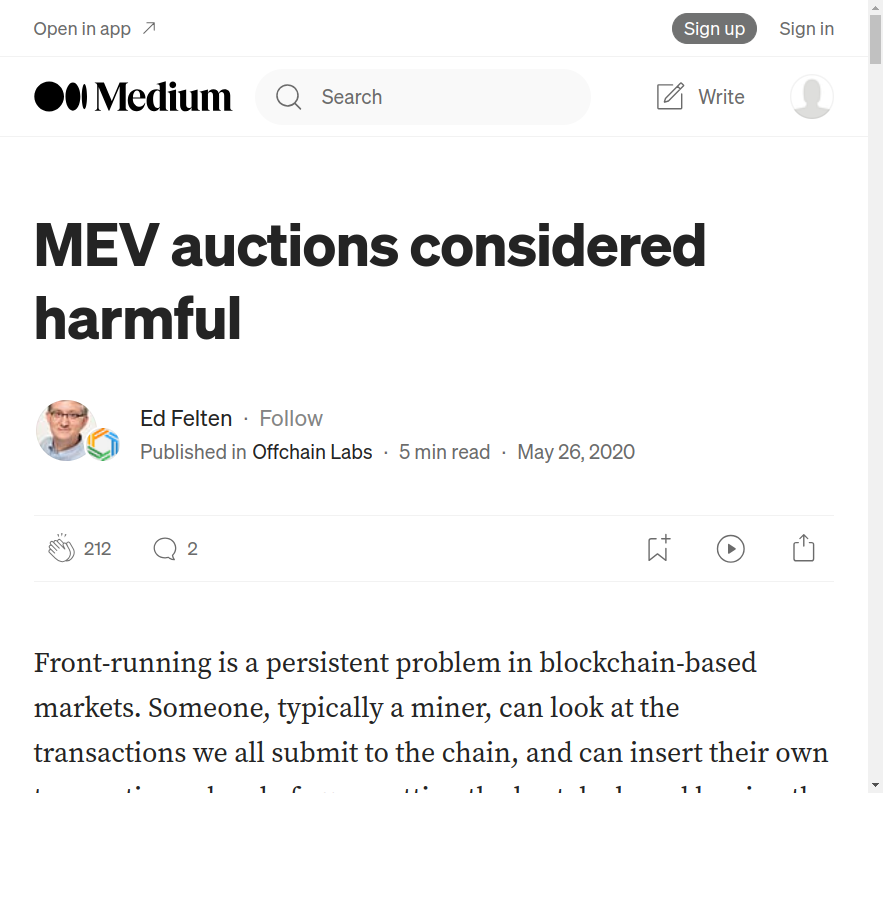 Open in app
Sign up
Sign in
Medium
Search
Write
MEV auctions considered
harmful
Ed Felten · Follow
Published in Offchain Labs · 5 min read · May 26, 2020
212
2
Front-running is a persistent problem in blockchain-based
markets. Someone, typically a miner, can look at the
transactions we all submit to the chain, and can insert their own